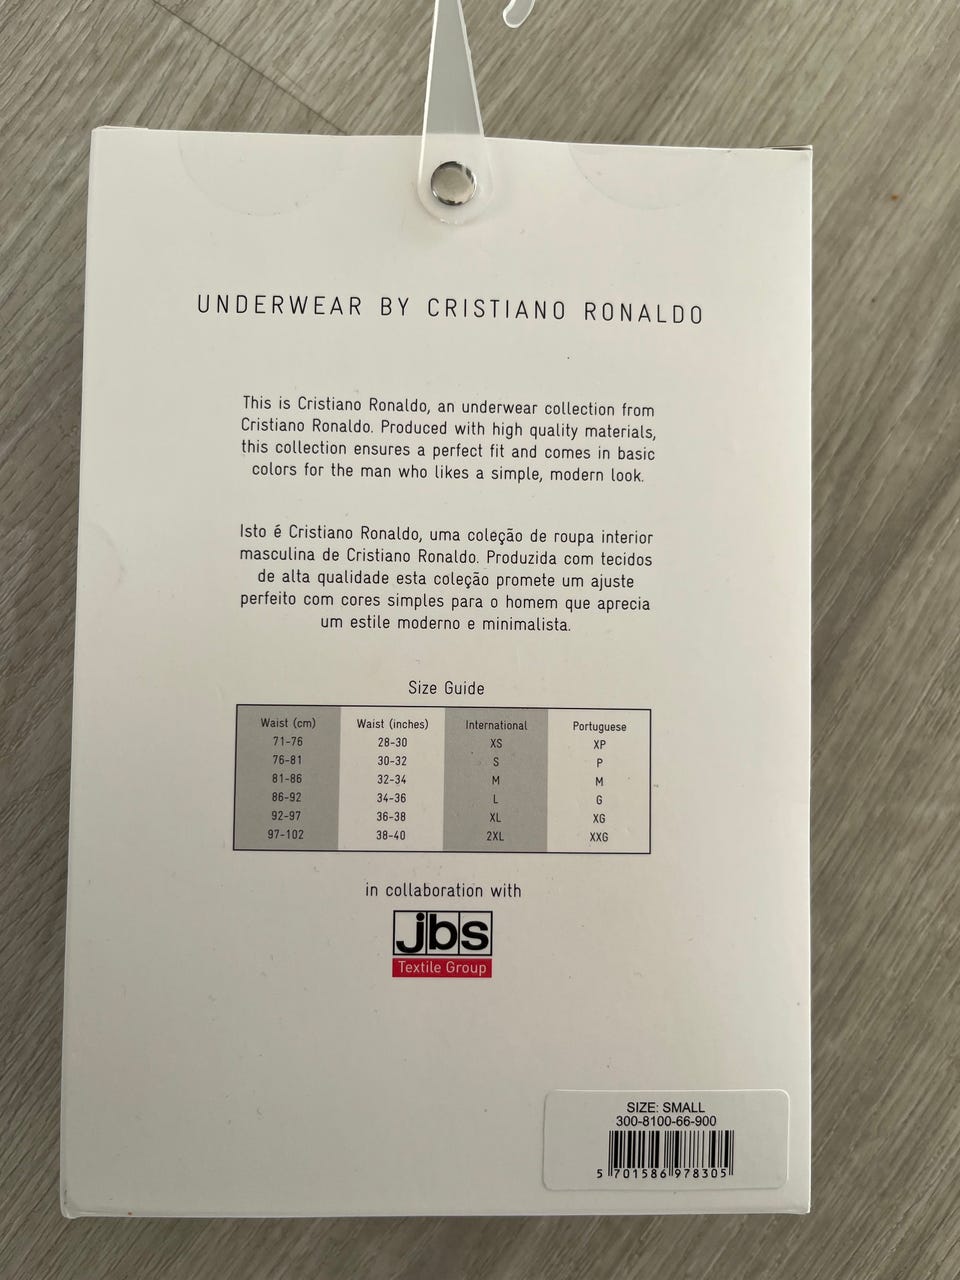 UNDERWEAR BY CRISTIANO RONALDO
This is Cristiano Ronaldo, an underwear collection from
Cristiano Ronaldo. Produced with high quality materials,
this collection ensures a perfect fit and comes in basic
colors for the man who likes a simple, modern look.
Isto é Cristiano Ronaldo, uma coleção de roupa interior
masculina de Cristiano Ronaldo. Produzida com tecidos
de alta qualidade esta coleção promete um ajuste
perfeito com cores simples para o homem que aprecia
um estile moderno e minimalista.
Size Guide
Waist (cm) Waist (inches) International Portuguese
71-76 28-30 XS XP
76-81 30-32 S P
81-86 32-34 M M
86-92 34-36 L G
92-97 36-38 XL XG
97-102 38-40 2XL XXG
in collaboration with
jbs
Textile Group
SIZE: SMALL
300-8100-66-900
5 701586 978305